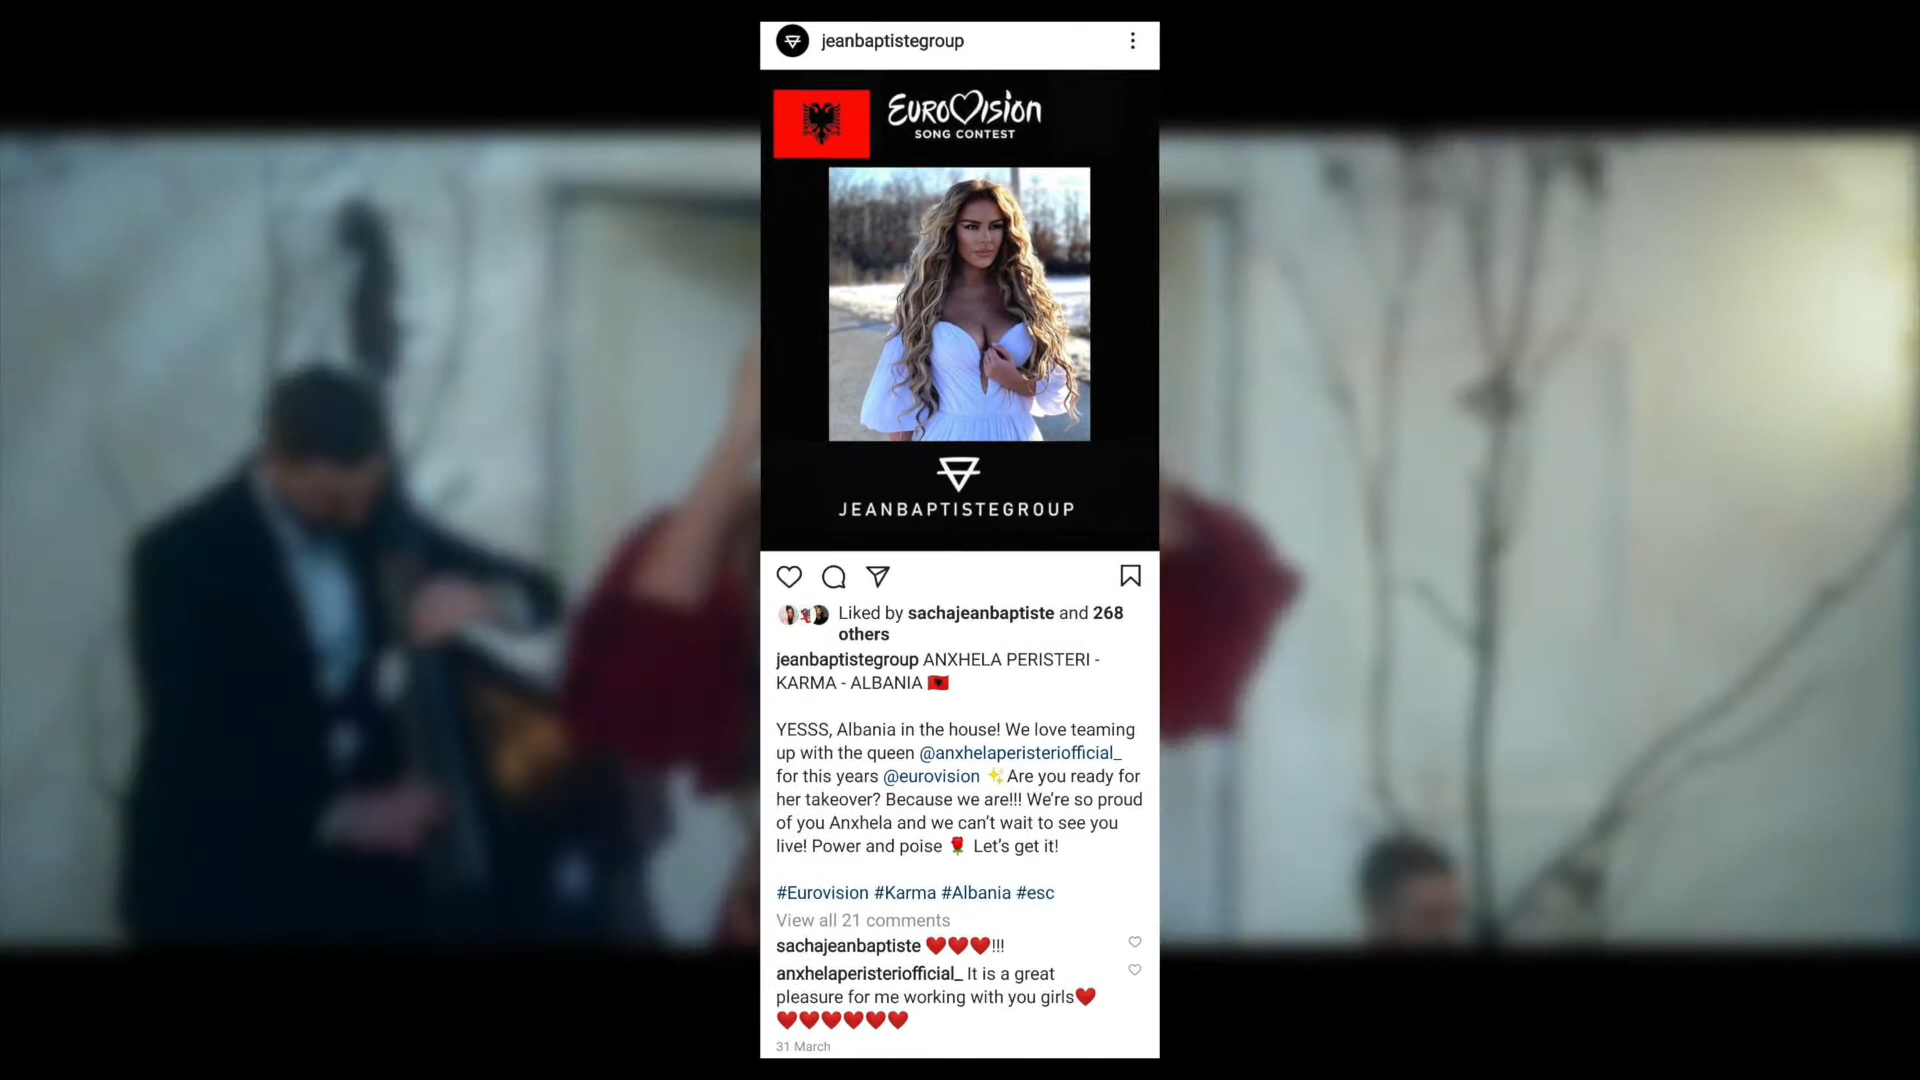 jeanbaptistegroup
EUROVISION
SONG CONTEST
JEANBAPTISTEGROUP
Liked by sachajeanbaptiste and 268
others
jeanbaptistegroup ANXHELA PERISTERI -
KARMA - ALBANIA 🇦🇱
YESSS, Albania in the house! We love teaming
up with the queen @anxhelaperisteriofficial_
for this years @eurovision ✨Are you ready for
her takeover? Because we are!!! We’re so proud
of you Anxhela and we can’t wait to see you
live! Power and poise 🌹 Let’s get it!
#Eurovision #Karma #Albania #esc
View all 21 comments
sachajeanbaptiste ❤️❤️❤️!!!
anxhelaperisteriofficial_ It is a great
pleasure for me working with you girls❤️
❤️❤️❤️❤️❤️❤️
31 March